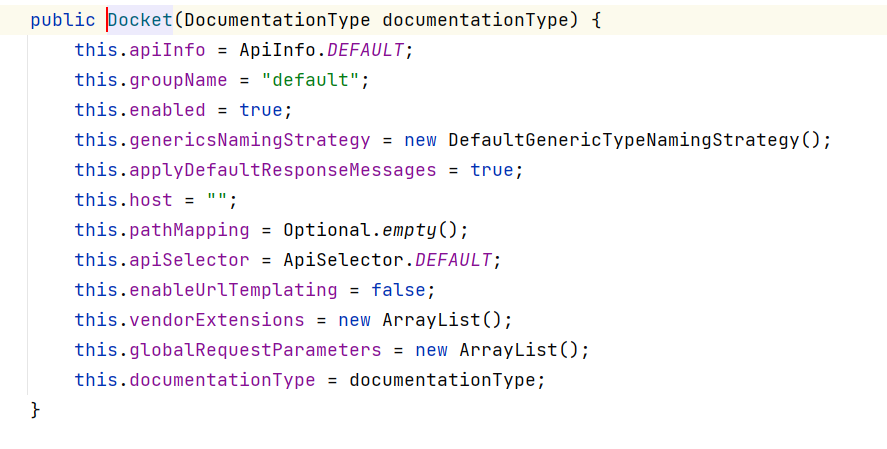 public Docket(DocumentationType documentationType) {
    this.apiInfo = ApiInfo.DEFAULT;
    this.groupName = "default";
    this.enabled = true;
    this.genericsNamingStrategy = new DefaultGenericTypeNamingStrategy();
    this.applyDefaultResponseMessages = true;
    this.host = "";
    this.pathMapping = Optional.empty();
    this.apiSelector = ApiSelector.DEFAULT;
    this.enableUrlTemplating = false;
    this.vendorExtensions = new ArrayList();
    this.globalRequestParameters = new ArrayList();
    this.documentationType = documentationType;
}